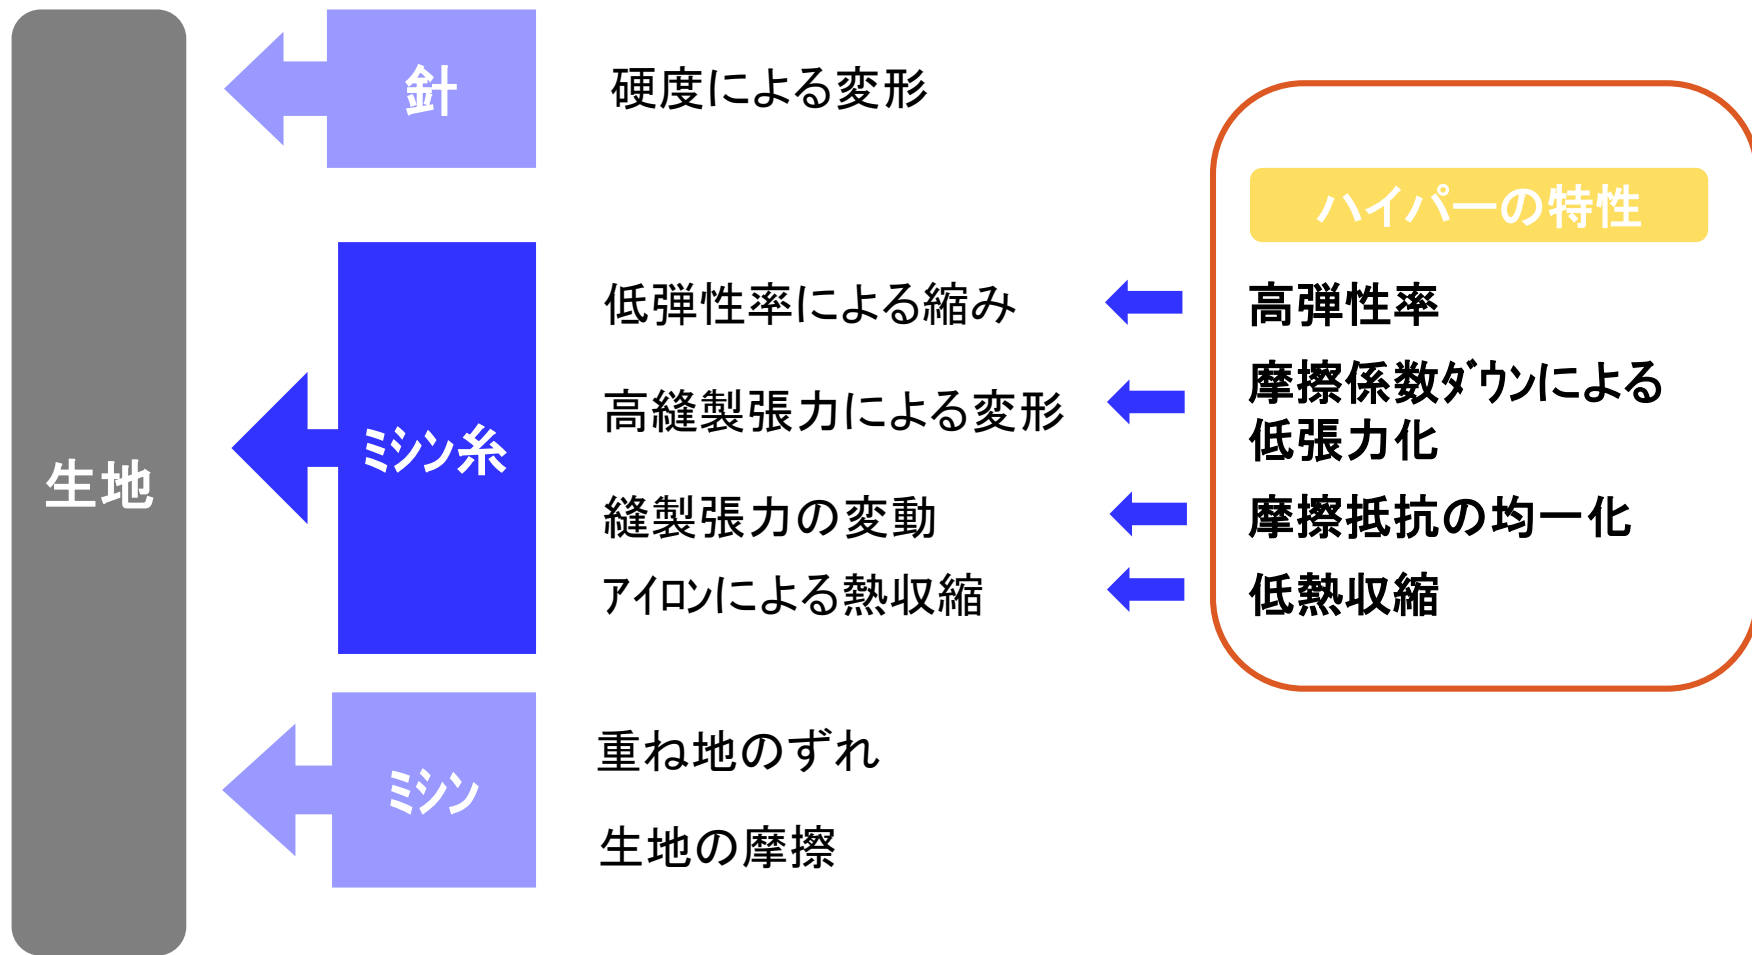 生地
針
硬度による変形
ミシン糸
低弾性率による縮み
高縫製張力による変形
縫製張力の変動
アイロンによる熱収縮
ミシン
重ね地のずれ
生地の摩擦
ハイパーの特性
高弾性率
摩擦係数ダウンによる
低張力化
摩擦抵抗の均一化
低熱収縮